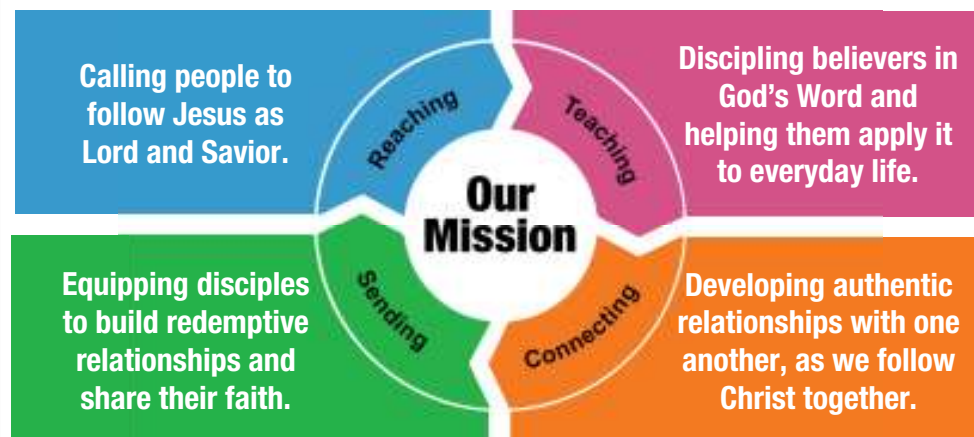 Calling people to
follow Jesus as
Lord and Savior.
Reaching
Teaching
Discipling believers in
God’s Word and
helping them apply it
to everyday life.
Our
Mission
Equipping disciples
to build redemptive
relationships and
share their faith.
Sending
Connecting
Developing authentic
relationships with one
another, as we follow
Christ together.